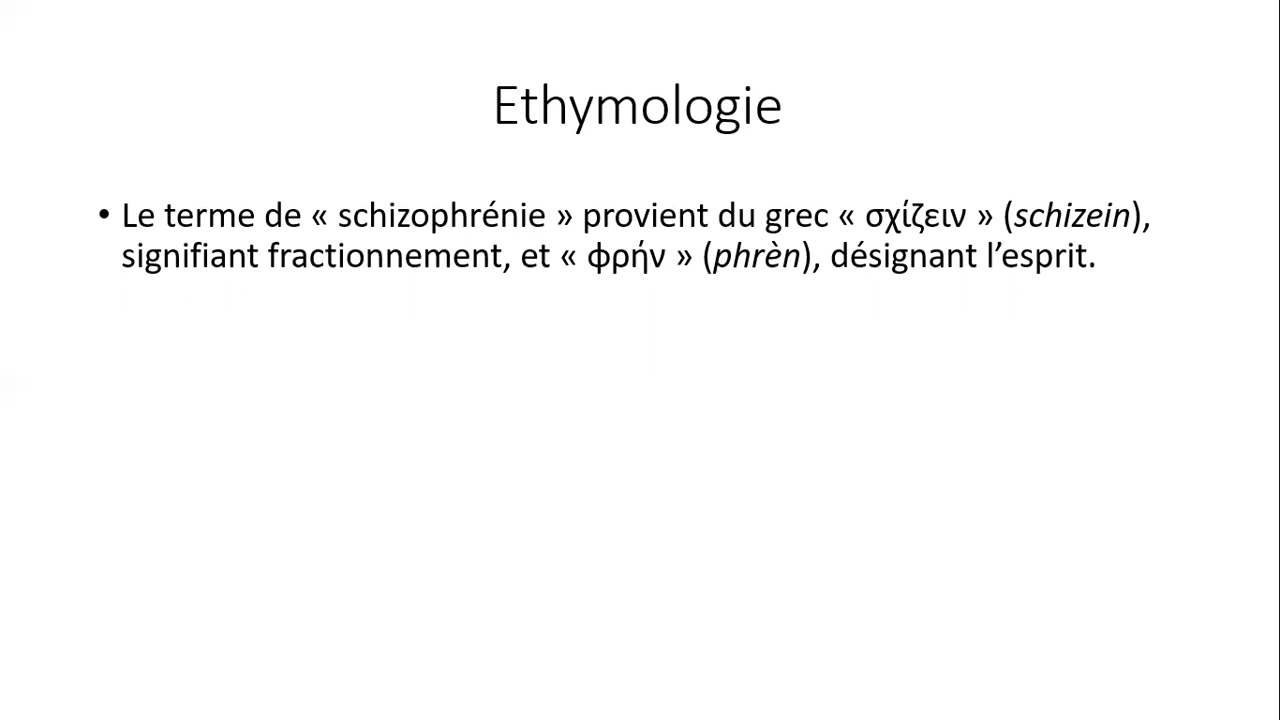 Ethymologie
• Le terme de « schizophrénie » provient du grec « σχίζειν » (schizein),
signifiant fractionnement, et « φρήν » (phrèn), désignant l’esprit.